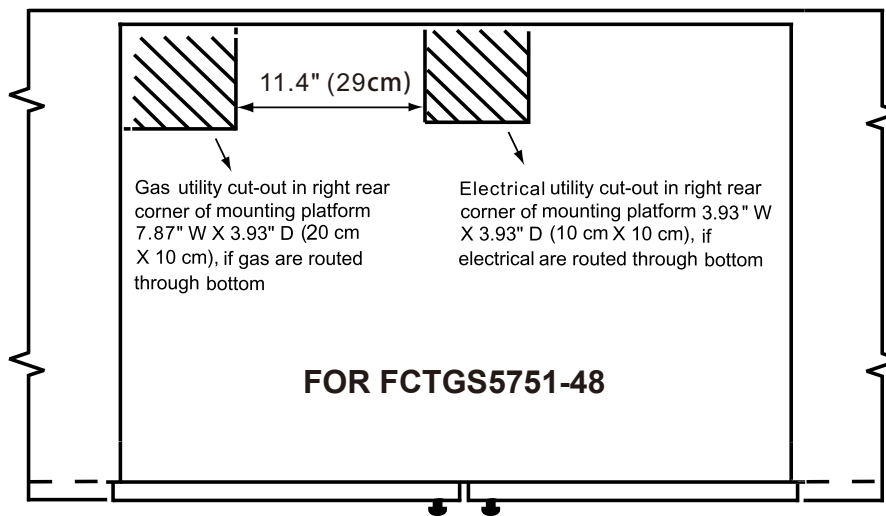 11.4" (29cm)
Gas utility cut-out in right rear
corner of mounting platform
7.87" W X 3.93" D (20 cm
X 10 cm), if gas are routed
through bottom
Electrical utility cut-out in right rear
corner of mounting platform 3.93" W
X 3.93" D (10 cm X 10 cm), if
electrical are routed through bottom
FOR FCTGS5751-48